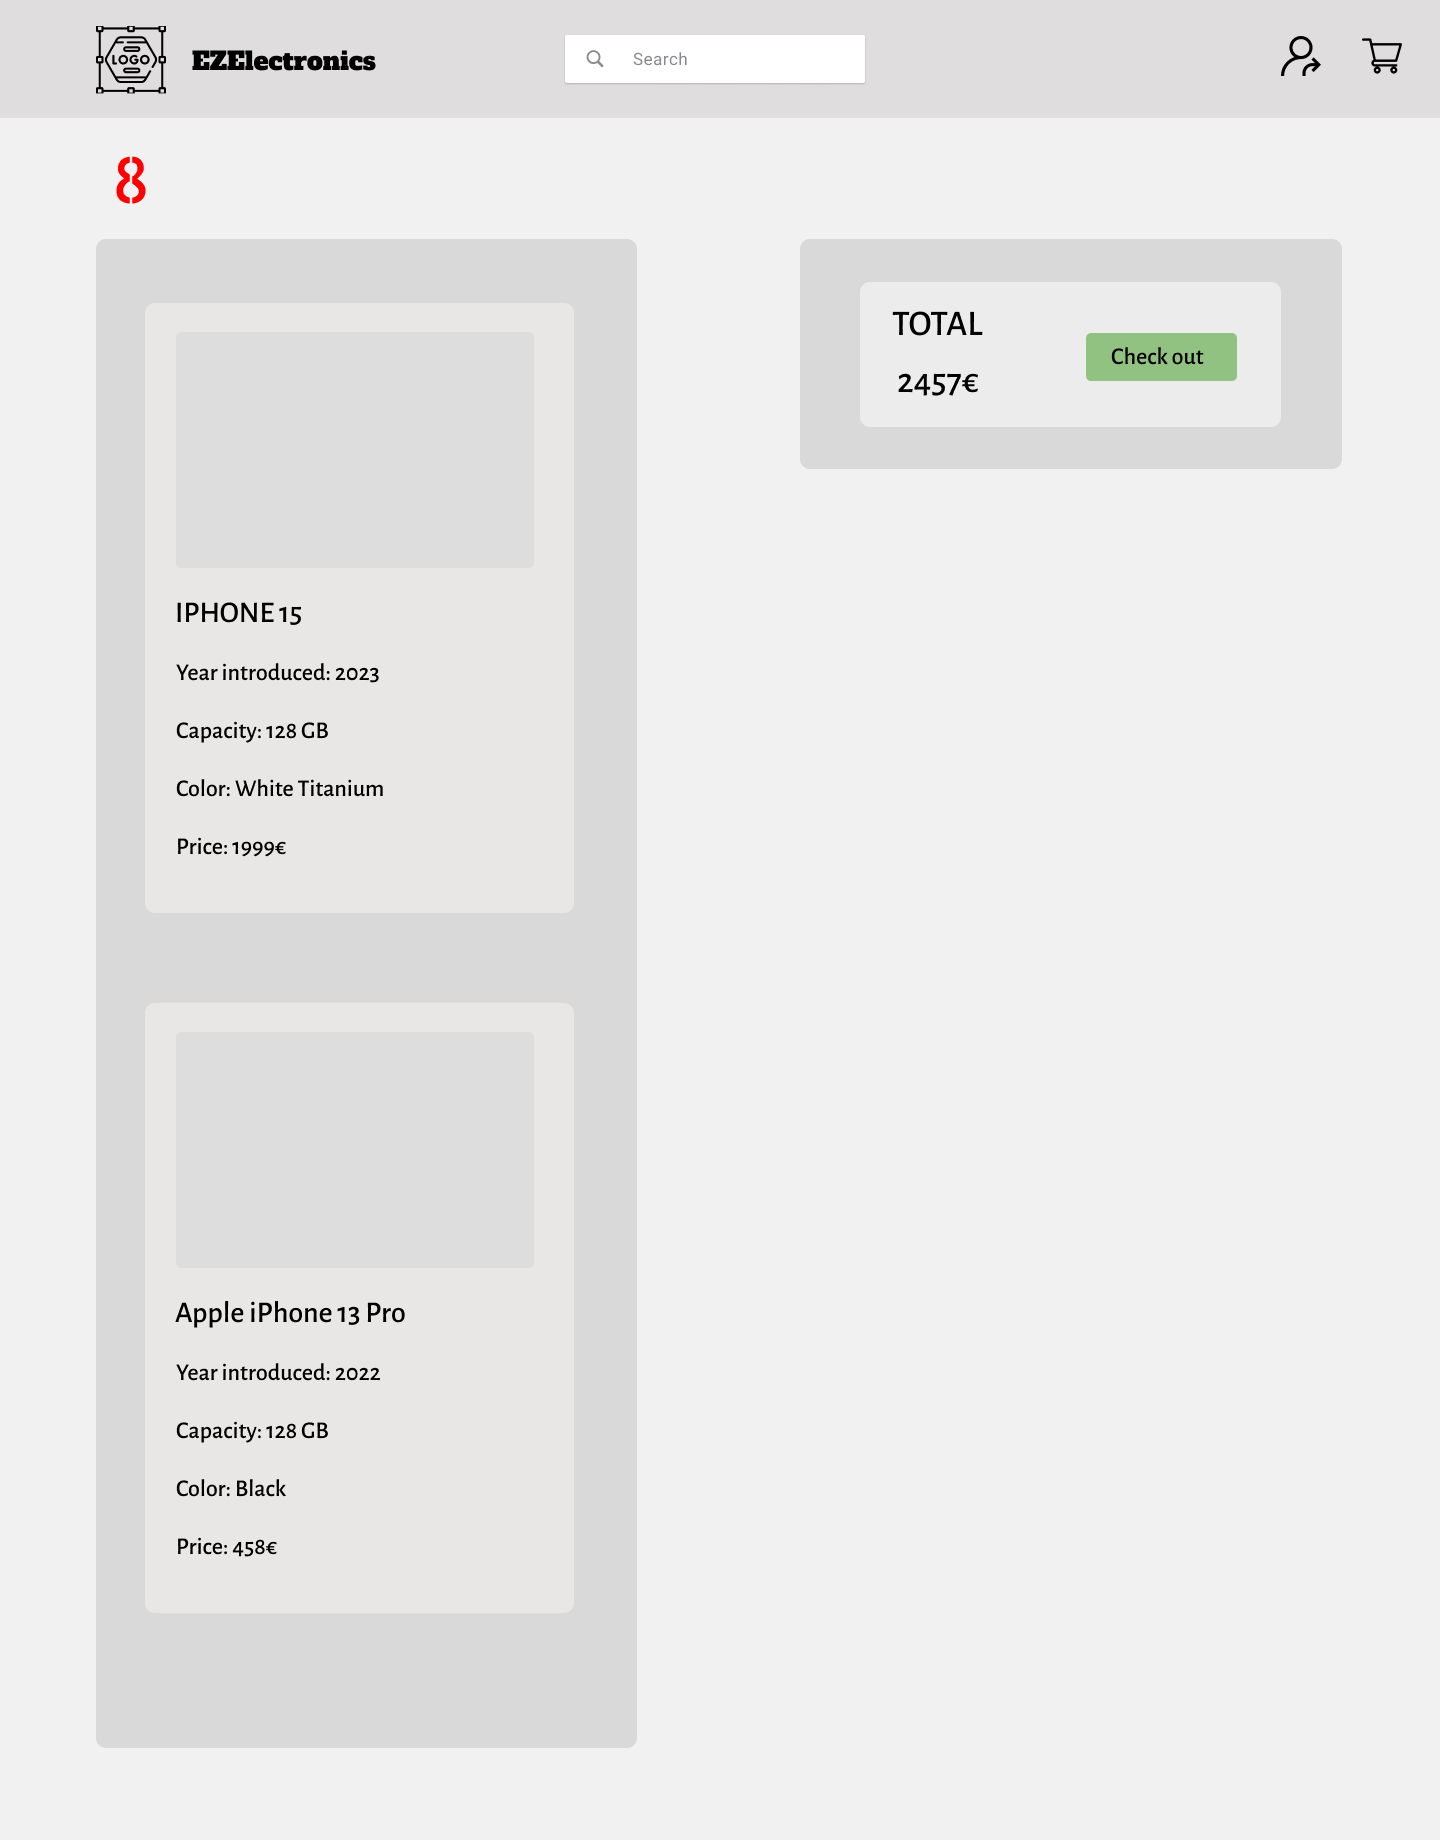 LOGO
EZElectronics
Search
8
IPHONE 15
Year introduced: 2023
Capacity: 128 GB
Color: White Titanium
Price: 1999€
Apple iPhone 13 Pro
Year introduced: 2022
Capacity: 128 GB
Color: Black
Price: 458€
TOTAL
2457€
Check out